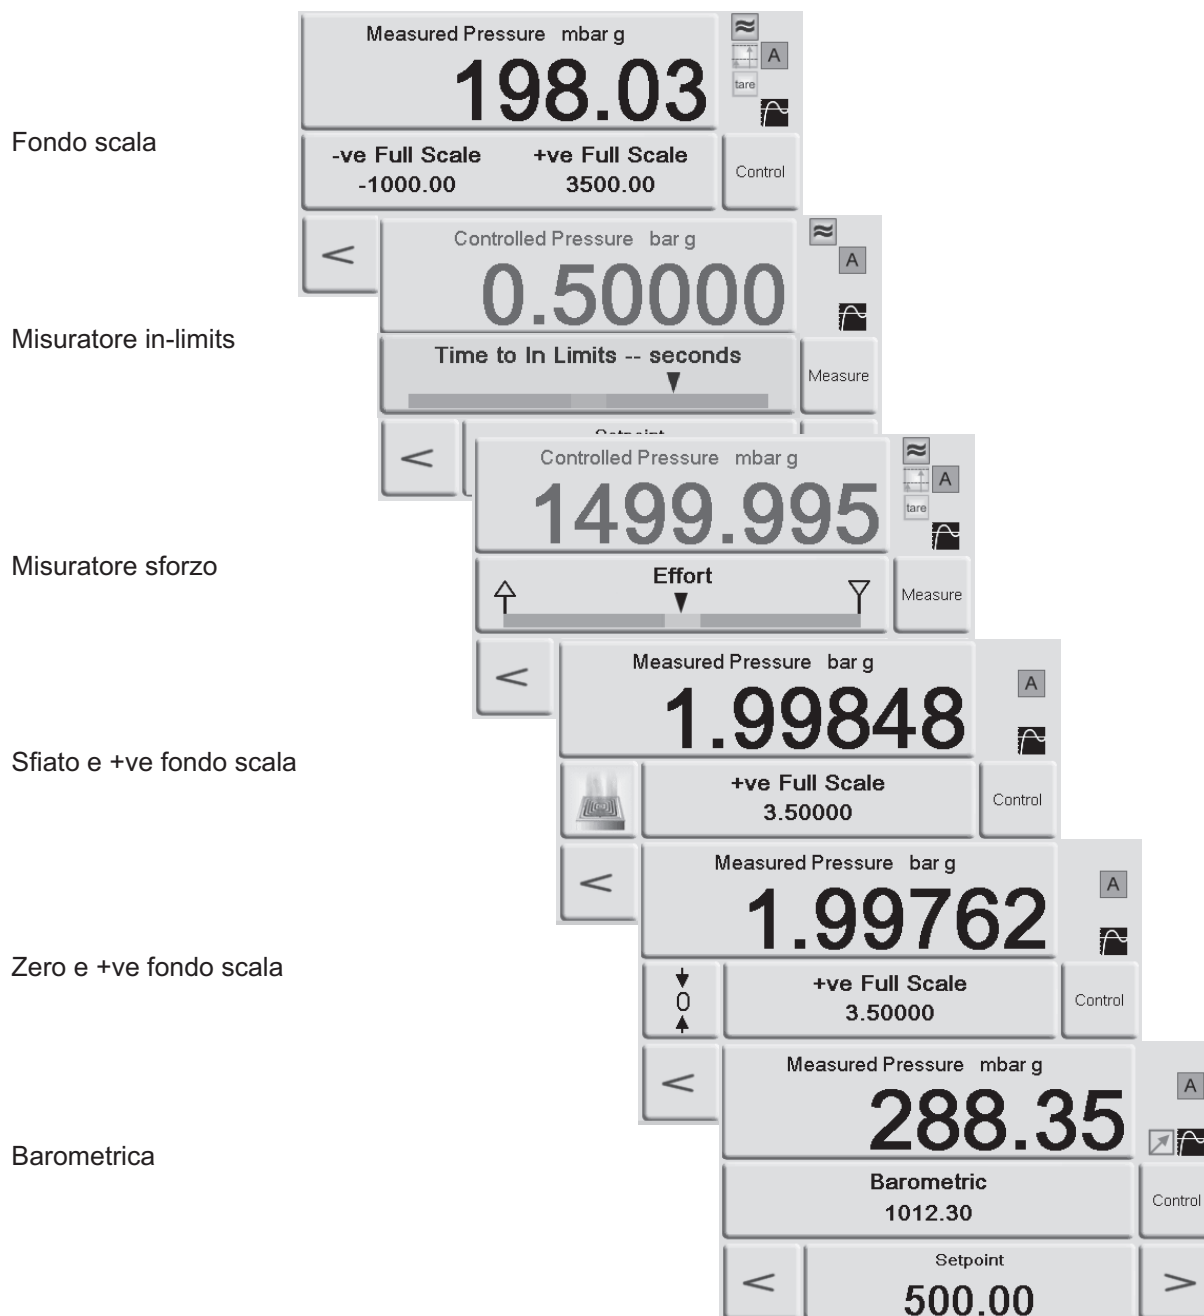 Measured Pressure mbar g
198.03
A
tare
Fondo scala
-ve Full Scale +ve Full Scale
-1000.00 3500.00
Control
<
Controlled Pressure bar g
0.50000
A
Misuratore in-limits
Time to In Limits -- seconds
Measure
<
Setpoint
Controlled Pressure mbar g
1499.995
A
tare
Misuratore sforzo
Effort
Measure
<
Measured Pressure bar g
1.99848
A
Sfiato e +ve fondo scala
+ve Full Scale
3.50000
Control
<
Measured Pressure bar g
1.99762
A
Zero e +ve fondo scala
0
+ve Full Scale
3.50000
Control
<
Measured Pressure mbar g
288.35
A
Barometrica
Barometric
1012.30
Control
<
Setpoint
500.00
>